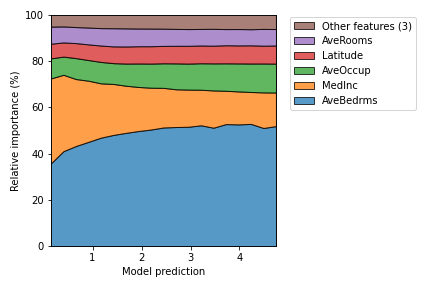 Relative importance (%)
100
80
60
40
20
0
1
2
3
4
Model prediction
Other features (3)
AveRooms
Latitude
AveOccup
MedInc
AveBedrms